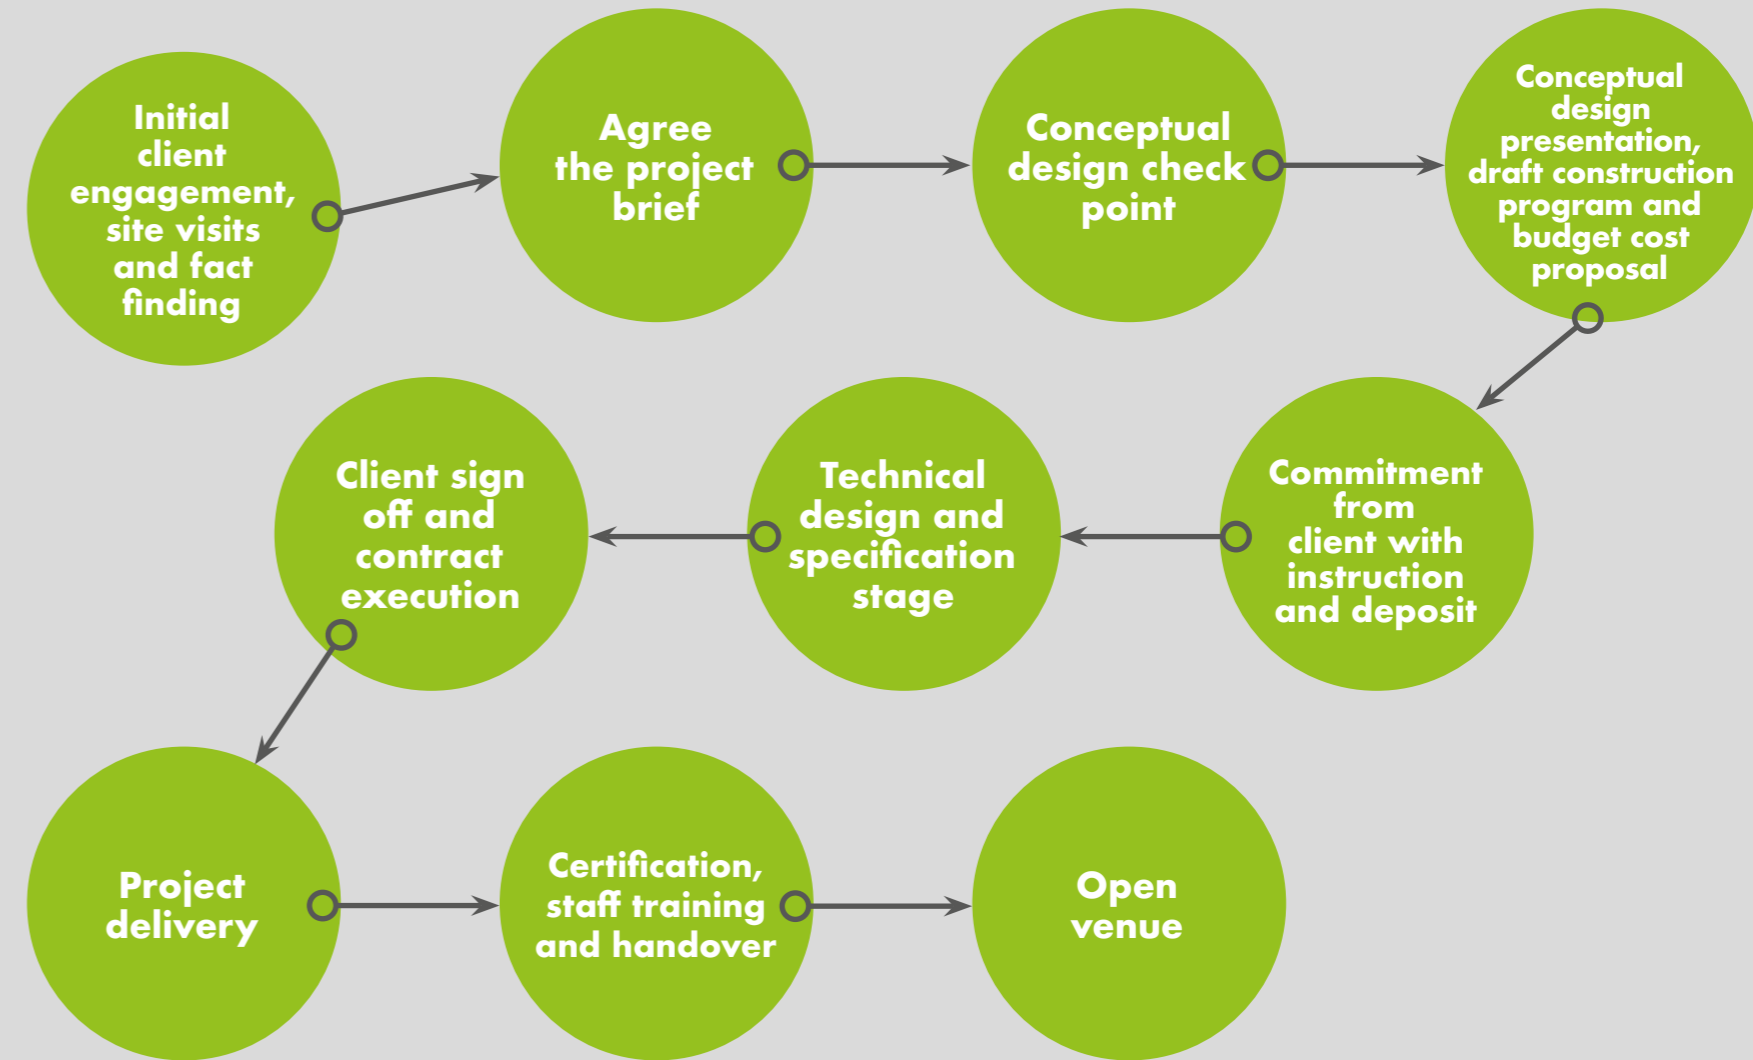 Initial
client
engagement,
site visits
and fact
finding
Agree
the project
brief
Conceptual
design check
point
Conceptual
design
presentation,
draft construction
program and
budget cost
proposal
Commitment
from
client with
instruction
and deposit
Technical
design and
specification
stage
Client sign
off and
contract
execution
Project
delivery
Certification,
staff training
and handover
Open
venue